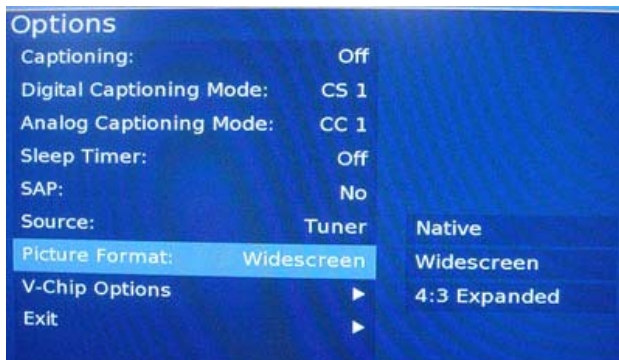 Options
Captioning: Off
Digital Captioning Mode: CS 1
Analog Captioning Mode: CC 1
Sleep Timer: Off
SAP: No
Source: Tuner
Picture Format: Widescreen
V-Chip Options
Exit
Native
Widescreen
4:3 Expanded